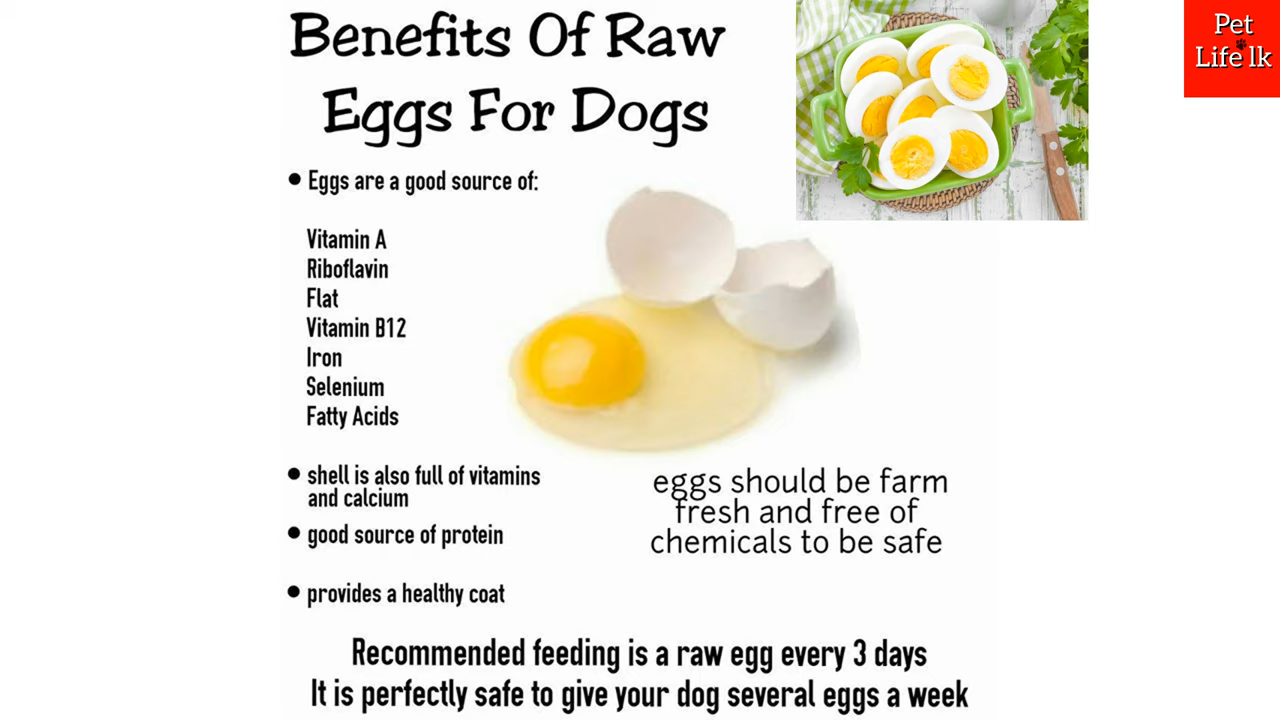 Benefits Of Raw
Eggs For Dogs
Pet
Life lk
• Eggs are a good source of:
Vitamin A
Riboflavin
Flat
Vitamin B12
Iron
Selenium
Fatty Acids
• shell is also full of vitamins
and calcium
• good source of protein
• provides a healthy coat
eggs should be farm
fresh and free of
chemicals to be safe
Recommended feeding is a raw egg every 3 days
It is perfectly safe to give your dog several eggs a week